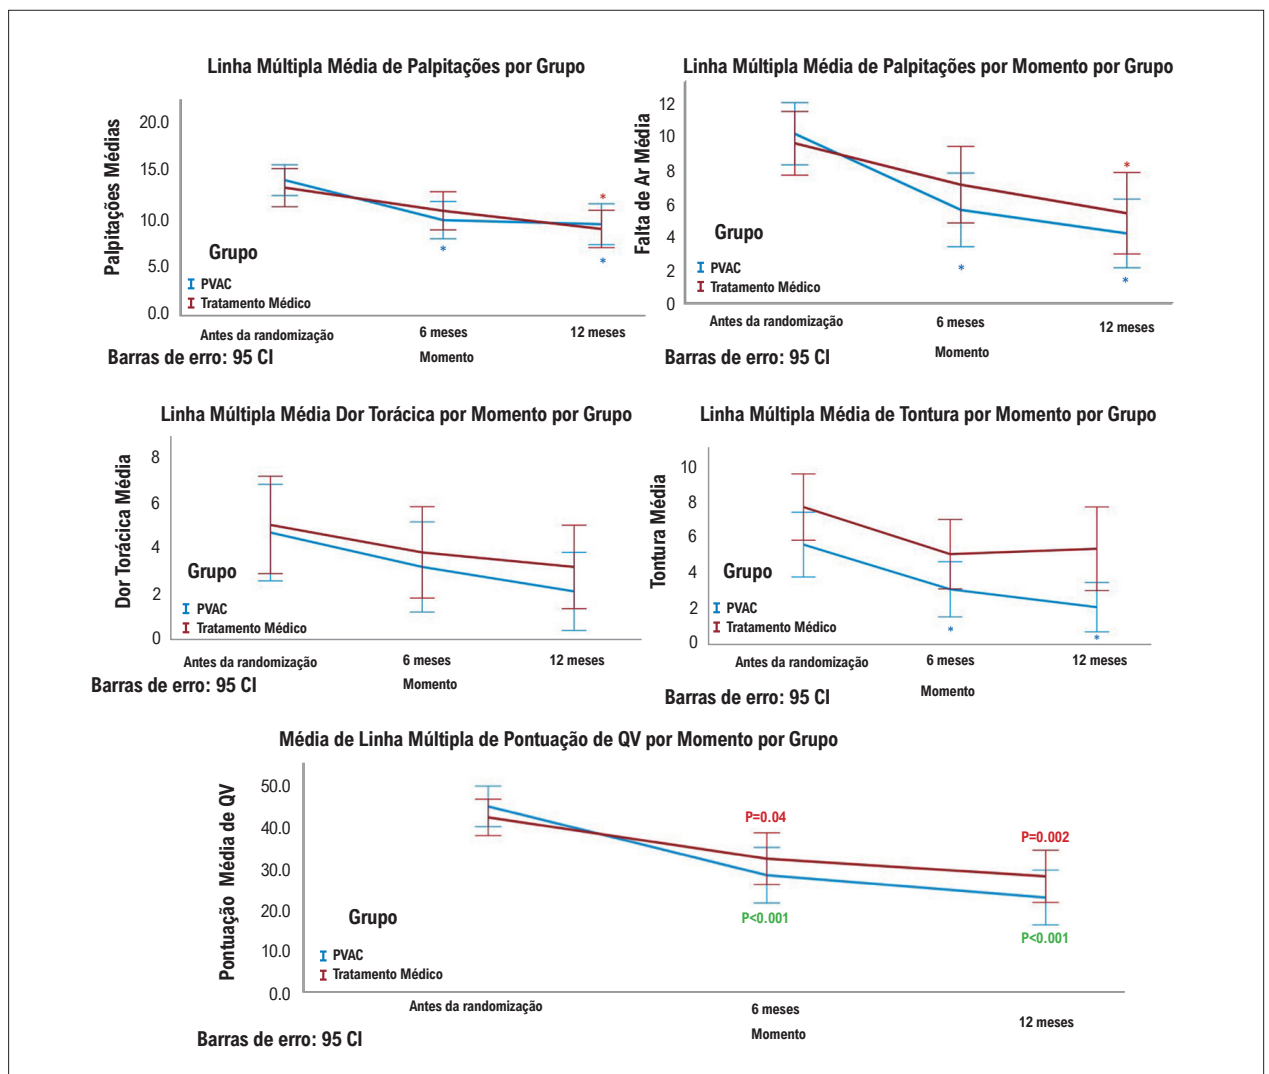 Linha Múltipla Média de Palpitações por Grupo
Palpitações Médias
20.0
15.0
10.0
5.0
0.0
*
*
*
Grupo
PVAC
Tratamento Médico
Antes da randomização
6 meses
12 meses
Barras de erro: 95 CI
Momento
Linha Múltipla Média de Palpitações por Momento por Grupo
Falta de Ar Média
12
10
8
6
4
2
0
*
*
*
Grupo
PVAC
Tratamento Médico
Antes da randomização
6 meses
12 meses
Barras de erro: 95 CI
Momento
Linha Múltipla Média Dor Torácica por Momento por Grupo
Dor Torácica Média
8
6
4
2
0
Grupo
PVAC
Tratamento Médico
Antes da randomização
6 meses
12 meses
Barras de erro: 95 CI
Momento
Linha Múltipla Média de Tontura por Momento por Grupo
Tontura Média
10
8
6
4
2
0
*
*
Grupo
PVAC
Tratamento Médico
Antes da randomização
6 meses
12 meses
Barras de erro: 95 CI
Momento
Média de Linha Múltipla de Pontuação de QV por Momento por Grupo
Pontuação Média de QV
50.0
40.0
30.0
20.0
10.0
0.0
P=0.04
P=0.002
P<0.001
P<0.001
Grupo
PVAC
Tratamento Médico
Antes da randomização
6 meses
12 meses
Momento
Barras de erro: 95 CI